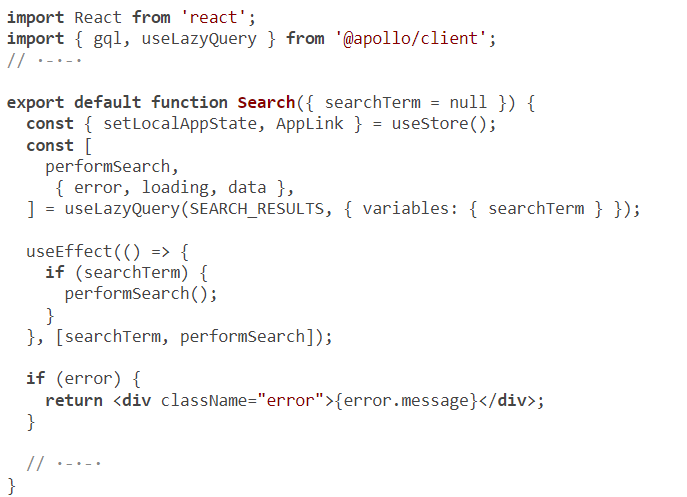 import React from 'react';
import { gql, useLazyQuery } from '@apollo/client';
// ·-·-·
export default function Search({ searchTerm = null }) {
  const { setLocalAppState, AppLink } = useStore();
  const [
    performSearch,
     { error, loading, data },
  ] = useLazyQuery(SEARCH_RESULTS, { variables: { searchTerm } });
  useEffect(() => {
    if (searchTerm) {
      performSearch();
    }
  }, [searchTerm, performSearch]);
  if (error) {
    return <div className="error">{error.message}</div>;
  }
  // ·-·-·
}